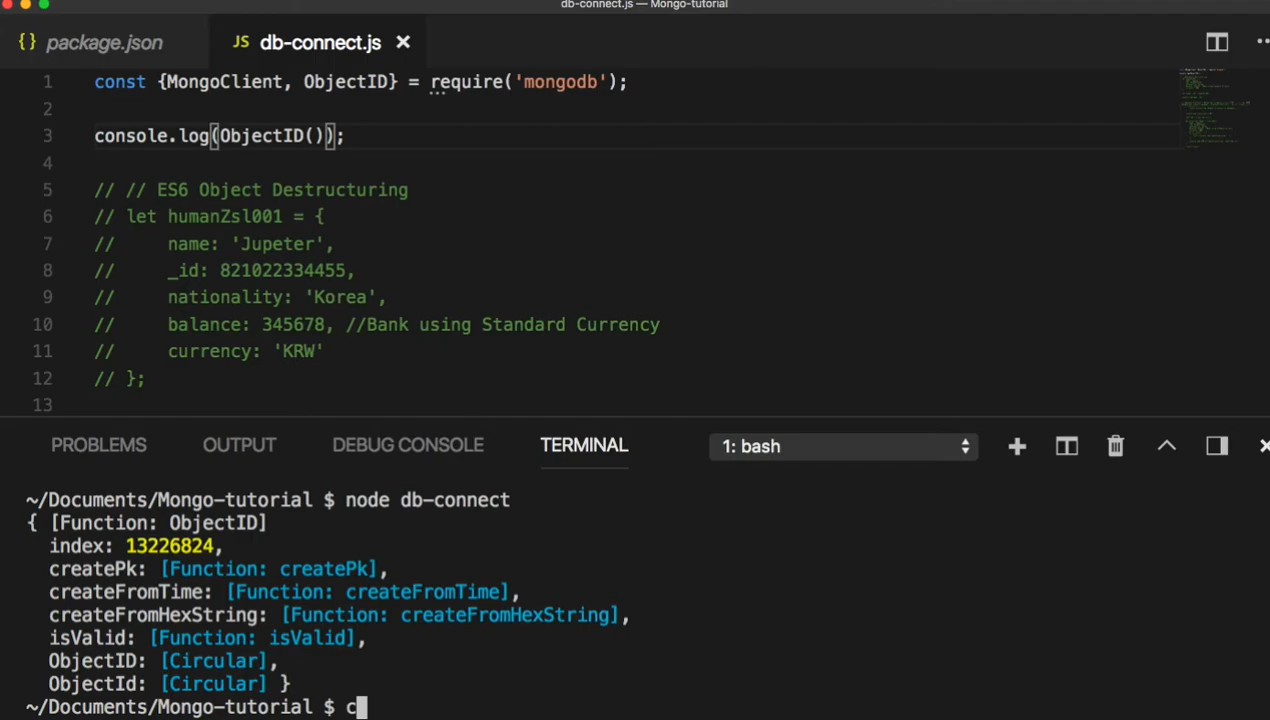 db-connect.js — Mongo-tutorial
{} package.json JS db-connect.js
1 const {MongoClient, ObjectID} = require('mongodb');
2
3 console.log(ObjectID());
4
5 // // ES6 Object Destructuring
6 // let humanZsl001 = {
7 //     name: 'Jupeter',
8 //     _id: 821022334455,
9 //     nationality: 'Korea',
10 //     balance: 345678, //Bank using Standard Currency
11 //     currency: 'KRW'
12 // };
13
PROBLEMS OUTPUT DEBUG CONSOLE TERMINAL 1: bash
~/Documents/Mongo-tutorial $ node db-connect
{ [Function: ObjectID]
  index: 13226824,
  createPk: [Function: createPk],
  createFromTime: [Function: createFromTime],
  createFromHexString: [Function: createFromHexString],
  isValid: [Function: isValid],
  ObjectID: [Circular],
  ObjectId: [Circular] }
~/Documents/Mongo-tutorial $ c